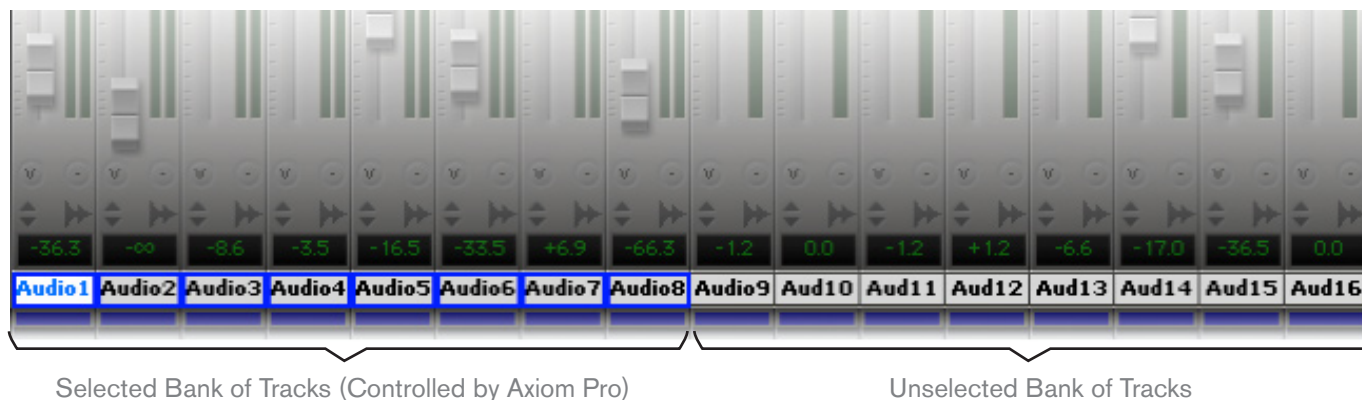 -36.3 -∞ -8.6 -3.5 -16.5 -33.5 +6.9 -66.3 -1.2 0.0 -1.2 +1.2 -6.6 -17.0 -36.5 0.0
Audio1 Audio2 Audio3 Audio4 Audio5 Audio6 Audio7 Audio8 Audio9 Aud10 Aud11 Aud12 Aud13 Aud14 Aud15 Aud16
Selected Bank of Tracks (Controlled by Axiom Pro) Unselected Bank of Tracks